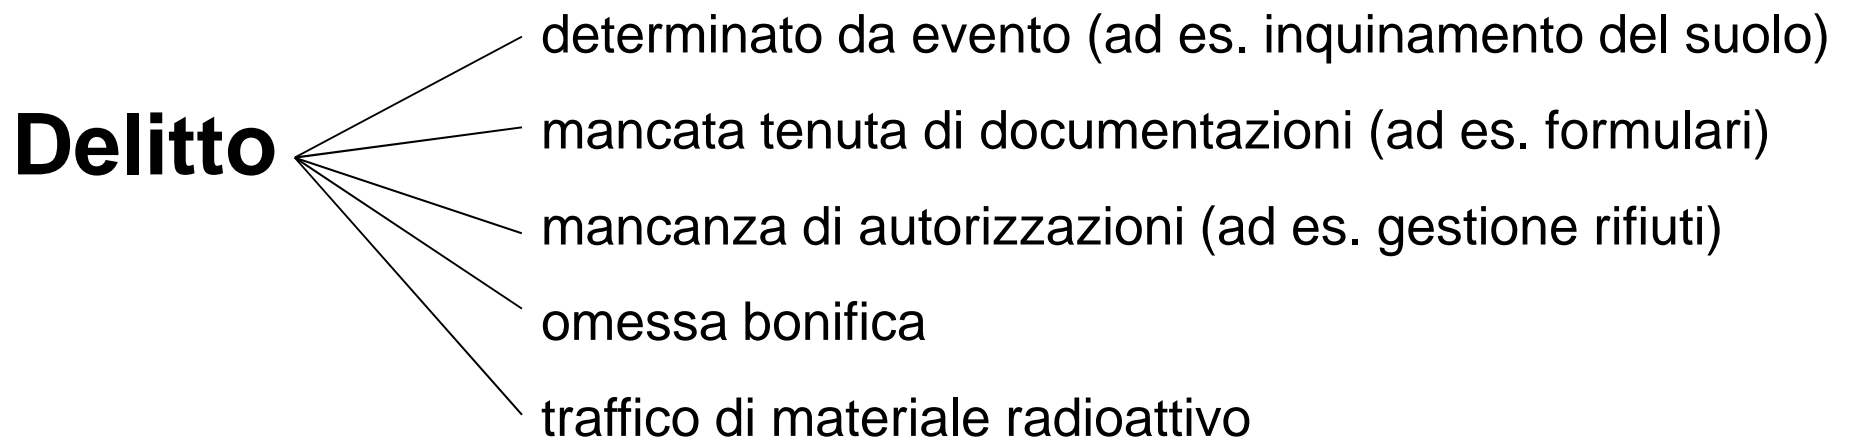 determinato da evento (ad es. inquinamento del suolo)
mancata tenuta di documentazioni (ad es. formulari)
Delitto
mancanza di autorizzazioni (ad es. gestione rifiuti)
omessa bonifica
traffico di materiale radioattivo